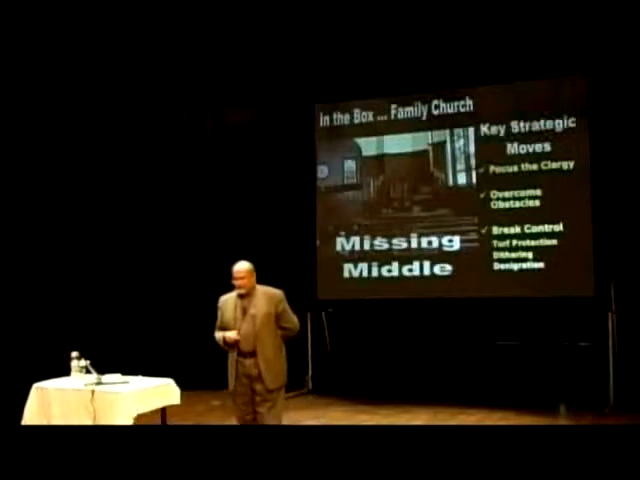 In the Box ... Family Church
Key Strategic
Moves
✓ Focus the Clergy
✓ Overcome
Obstacles
✓ Break Control
Turf Protection
Dithering
Denigration
Missing
Middle